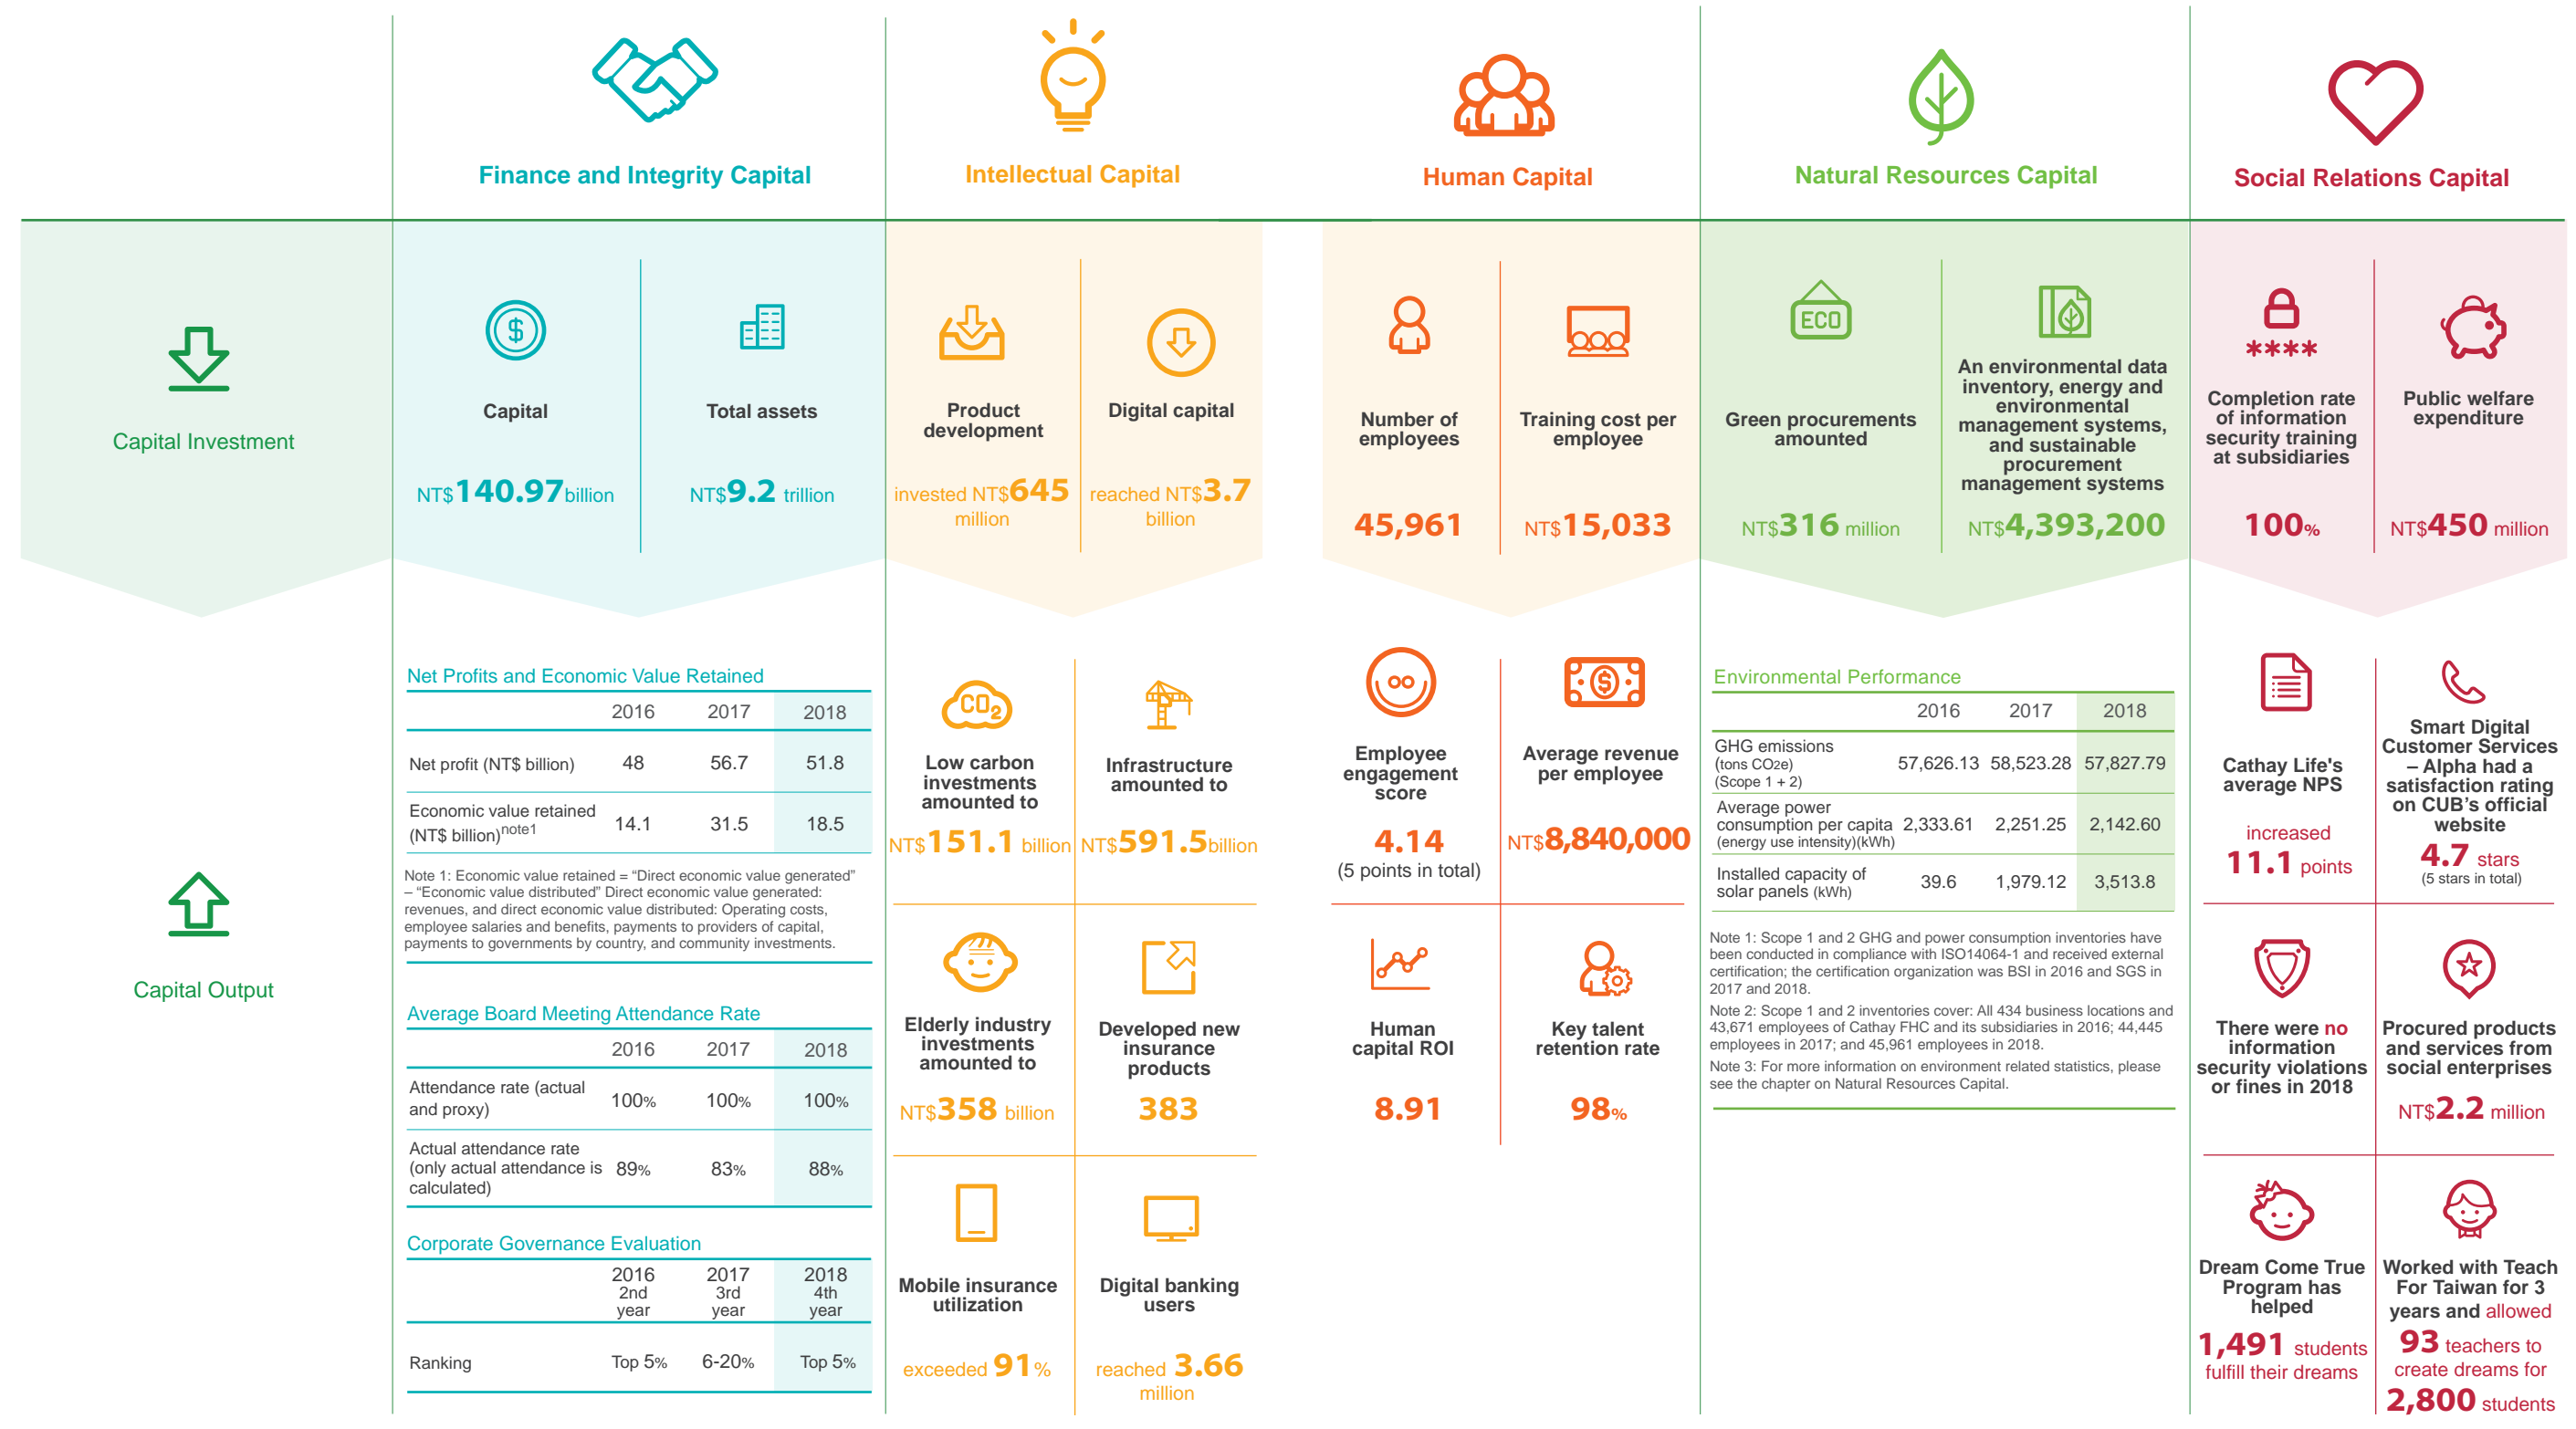 Finance and Integrity Capital
Intellectual Capital
Human Capital
Natural Resources Capital
Social Relations Capital
Capital Investment
Capital
NT$140.97billion
Total assets
NT$9.2 trillion
Product
development
invested NT$645
million
Digital capital
reached NT$3.7
billion
Number of
employees
45,961
Training cost per
employee
NT$15,033
ECO
Green procurements
amounted
NT$316 million
An environmental data
inventory, energy and
environmental
management systems,
and sustainable
procurement
management systems
NT$4,393,200
****
Completion rate
of information
security training
at subsidiaries
100%
Public welfare
expenditure
NT$450 million
Capital Output
Net Profits and Economic Value Retained
2016 2017 2018
Net profit (NT$ billion) 48 56.7 51.8
Economic value retained
(NT$ billion)note1 14.1 31.5 18.5
Note 1: Economic value retained = “Direct economic value generated”
– “Economic value distributed” Direct economic value generated:
revenues, and direct economic value distributed: Operating costs,
employee salaries and benefits, payments to providers of capital,
payments to governments by country, and community investments.
Average Board Meeting Attendance Rate
2016 2017 2018
Attendance rate (actual
and proxy) 100% 100% 100%
Actual attendance rate
(only actual attendance is 89% 83% 88%
calculated)
Corporate Governance Evaluation
2016 2017 2018
2nd 3rd 4th
year year year
Ranking Top 5% 6-20% Top 5%
CO2
Low carbon
investments
amounted to
NT$151.1 billion
Infrastructure
amounted to
NT$591.5billion
Elderly industry
investments
amounted to
NT$358 billion
Developed new
insurance
products
383
Mobile insurance
utilization
exceeded 91%
Digital banking
users
reached 3.66
million
Employee
engagement
score
4.14
(5 points in total)
Average revenue
per employee
NT$8,840,000
Human
capital ROI
8.91
Key talent
retention rate
98%
Environmental Performance
2016 2017 2018
GHG emissions
(tons CO2e) 57,626.13 58,523.28 57,827.79
(Scope 1 + 2)
Average power
consumption per capita 2,333.61 2,251.25 2,142.60
(energy use intensity)(kWh)
Installed capacity of
solar panels (kWh) 39.6 1,979.12 3,513.8
Note 1: Scope 1 and 2 GHG and power consumption inventories have
been conducted in compliance with ISO14064-1 and received external
certification; the certification organization was BSI in 2016 and SGS in
2017 and 2018.
Note 2: Scope 1 and 2 inventories cover: All 434 business locations and
43,671 employees of Cathay FHC and its subsidiaries in 2016; 44,445
employees in 2017; and 45,961 employees in 2018.
Note 3: For more information on environment related statistics, please
see the chapter on Natural Resources Capital.
Cathay Life's
average NPS
increased
11.1 points
Smart Digital
Customer Services
– Alpha had a
satisfaction rating
on CUB’s official
website
4.7 stars
(5 stars in total)
There were no
information
security violations
or fines in 2018
Procured products
and services from
social enterprises
NT$2.2 million
Dream Come True
Program has
helped
1,491 students
fulfill their dreams
Worked with Teach
For Taiwan for 3
years and allowed
93 teachers to
create dreams for
2,800 students